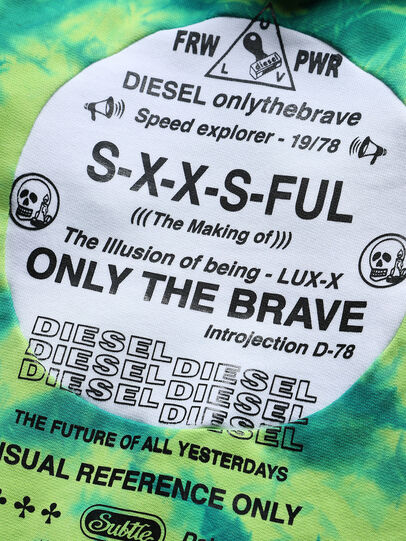 O
FRW PWR
diesel
L V
DIESEL onlythebrave
Speed explorer - 19/78
S-X-X-S-FUL
(((The Making of)))
The Illusion of being - LUX-X
ONLY THE BRAVE
Introjection D-78
DIESEL DIESEL
DIESEL DIESEL
DIESEL DIESEL
THE FUTURE OF ALL YESTERDAYS
ISUAL REFERENCE ONLY
Subtle